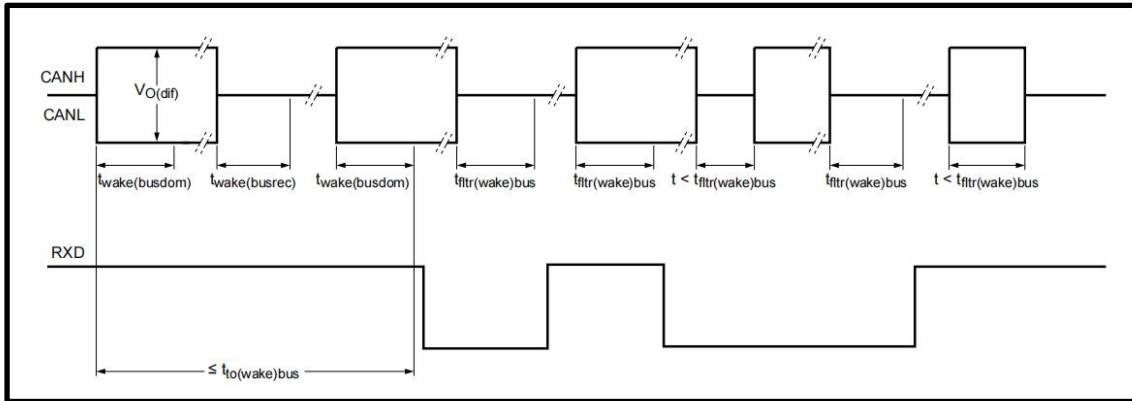 CANH
VO(dif)
CANL
twake(busdom)
twake(busrec)
twake(busdom)
tfltr(wake)bus
tfltr(wake)bus
t < tfltr(wake)bus
tfltr(wake)bus
t < tfltr(wake)bus
RXD
≤ tto(wake)bus